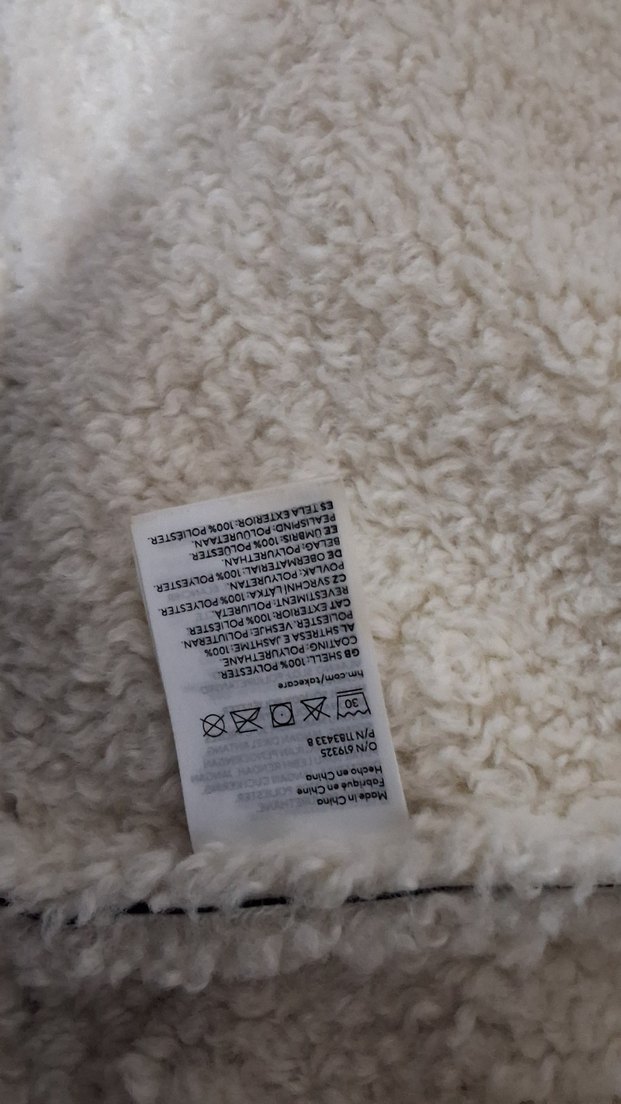 Made in China
Fabriqué en Chine
Hecho en China
O/N 619325
P/N 1183433 B
30
hm.com/takecare
GB SHELL: 100% POLYESTER.
COATING: POLYURETHANE
AL SHTRESA E JASHTME: 100%
POLIESTER. VESHJE: POLIUTERAN.
CAT EXTERIOR: 100% POLIESTER.
REVESTIMENT: POLIURETÀ.
CZ SVRCHNÍ LÁTKA: 100% POLYESTER.
POVLAK: POLYURETAN.
DE OBERMATERIAL: 100% POLYESTER.
BELAG: POLYURETHAN.
EE ÜMBRIS: 100% POLÜESTER.
PEALISPIND: POLÜURETAAN.
ES TELA EXTERIOR: 100% POLIÉSTER.